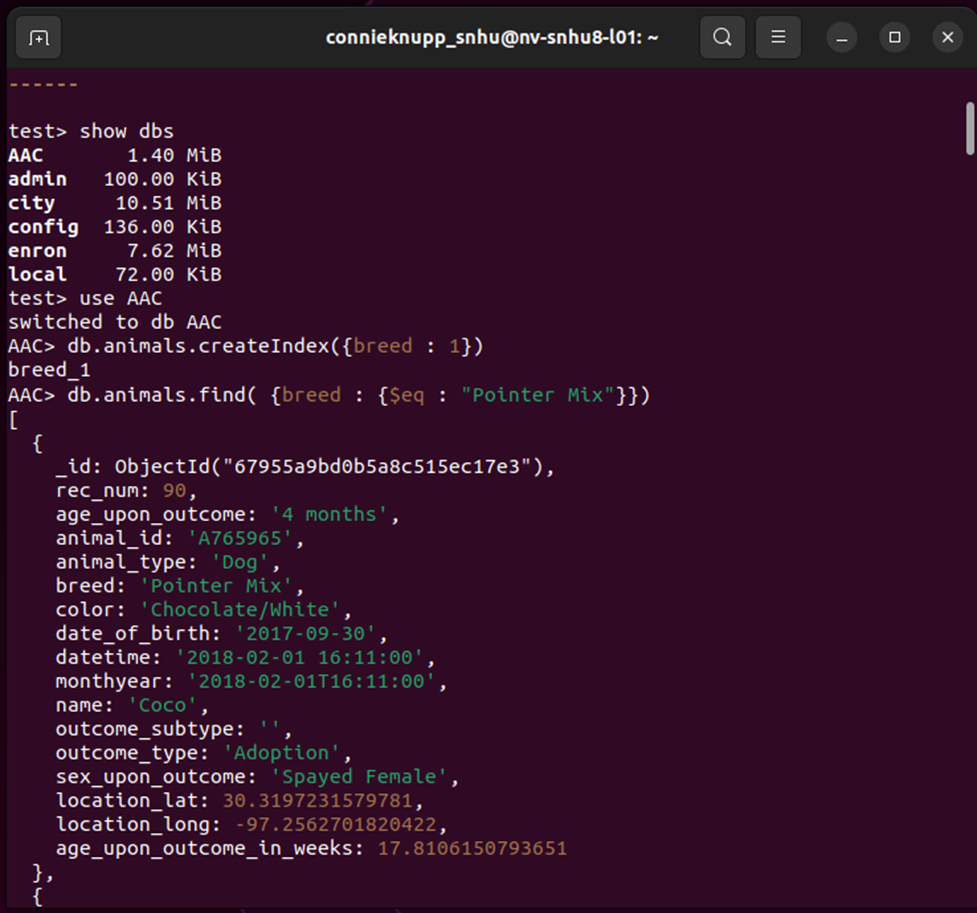 connieknupp_snhu@nv-snhu8-l01: ~
------
test> show dbs
AAC       1.40 MiB
admin   100.00 KiB
city     10.51 MiB
config  136.00 KiB
enron     7.62 MiB
local    72.00 KiB
test> use AAC
switched to db AAC
AAC> db.animals.createIndex({breed : 1})
breed_1
AAC> db.animals.find( {breed : {$eq : "Pointer Mix"}})
[
  {
    _id: ObjectId("67955a9bd0b5a8c515ec17e3"),
    rec_num: 90,
    age_upon_outcome: '4 months',
    animal_id: 'A765965',
    animal_type: 'Dog',
    breed: 'Pointer Mix',
    color: 'Chocolate/White',
    date_of_birth: '2017-09-30',
    datetime: '2018-02-01 16:11:00',
    monthyear: '2018-02-01T16:11:00',
    name: 'Coco',
    outcome_subtype: '',
    outcome_type: 'Adoption',
    sex_upon_outcome: 'Spayed Female',
    location_lat: 30.3197231579781,
    location_long: -97.2562701820422,
    age_upon_outcome_in_weeks: 17.8106150793651
  },
  {